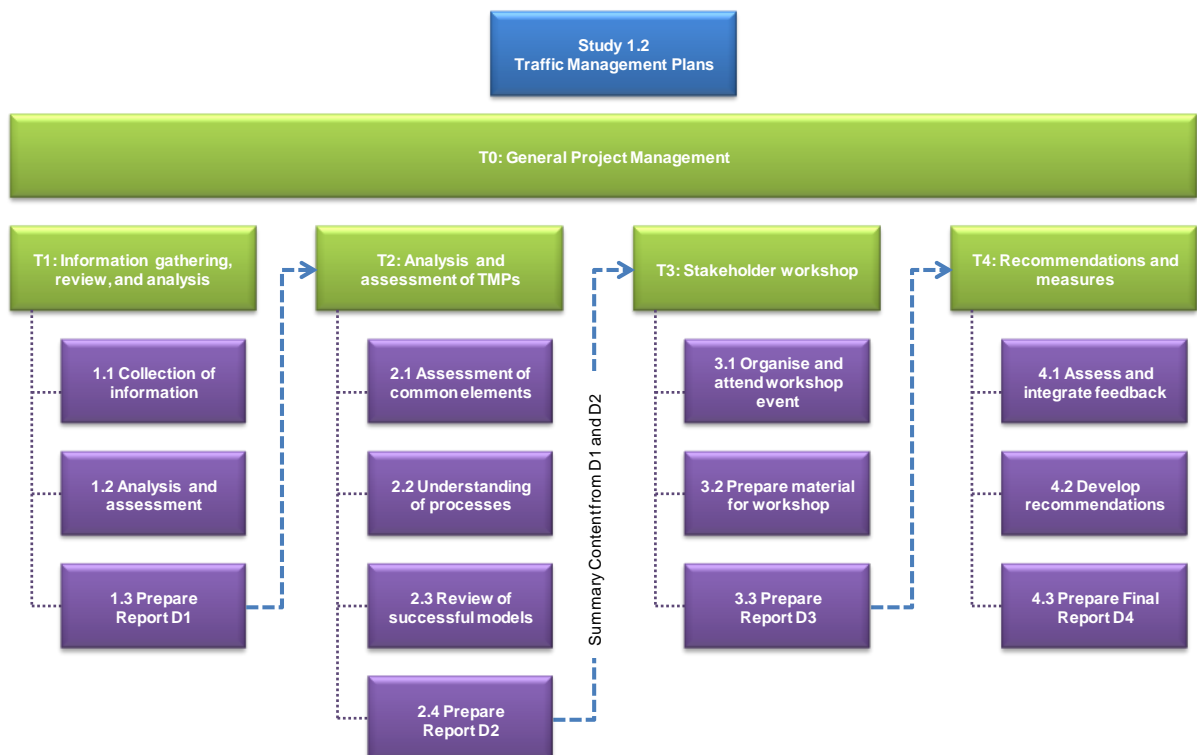 Study 1.2
Traffic Management Plans
T0: General Project Management
T1: Information gathering,
review, and analysis
1.1 Collection of
information
1.2 Analysis and
assessment
1.3 Prepare
Report D1
T2: Analysis and
assessment of TMPs
2.1 Assessment of
common elements
2.2 Understanding
of processes
2.3 Review of
successful models
2.4 Prepare
Report D2
Summary Content from D1 and D2
T3: Stakeholder workshop
3.1 Organise and
attend workshop
event
3.2 Prepare material
for workshop
3.3 Prepare
Report D3
T4: Recommendations and
measures
4.1 Assess and
integrate feedback
4.2 Develop
recommendations
4.3 Prepare Final
Report D4